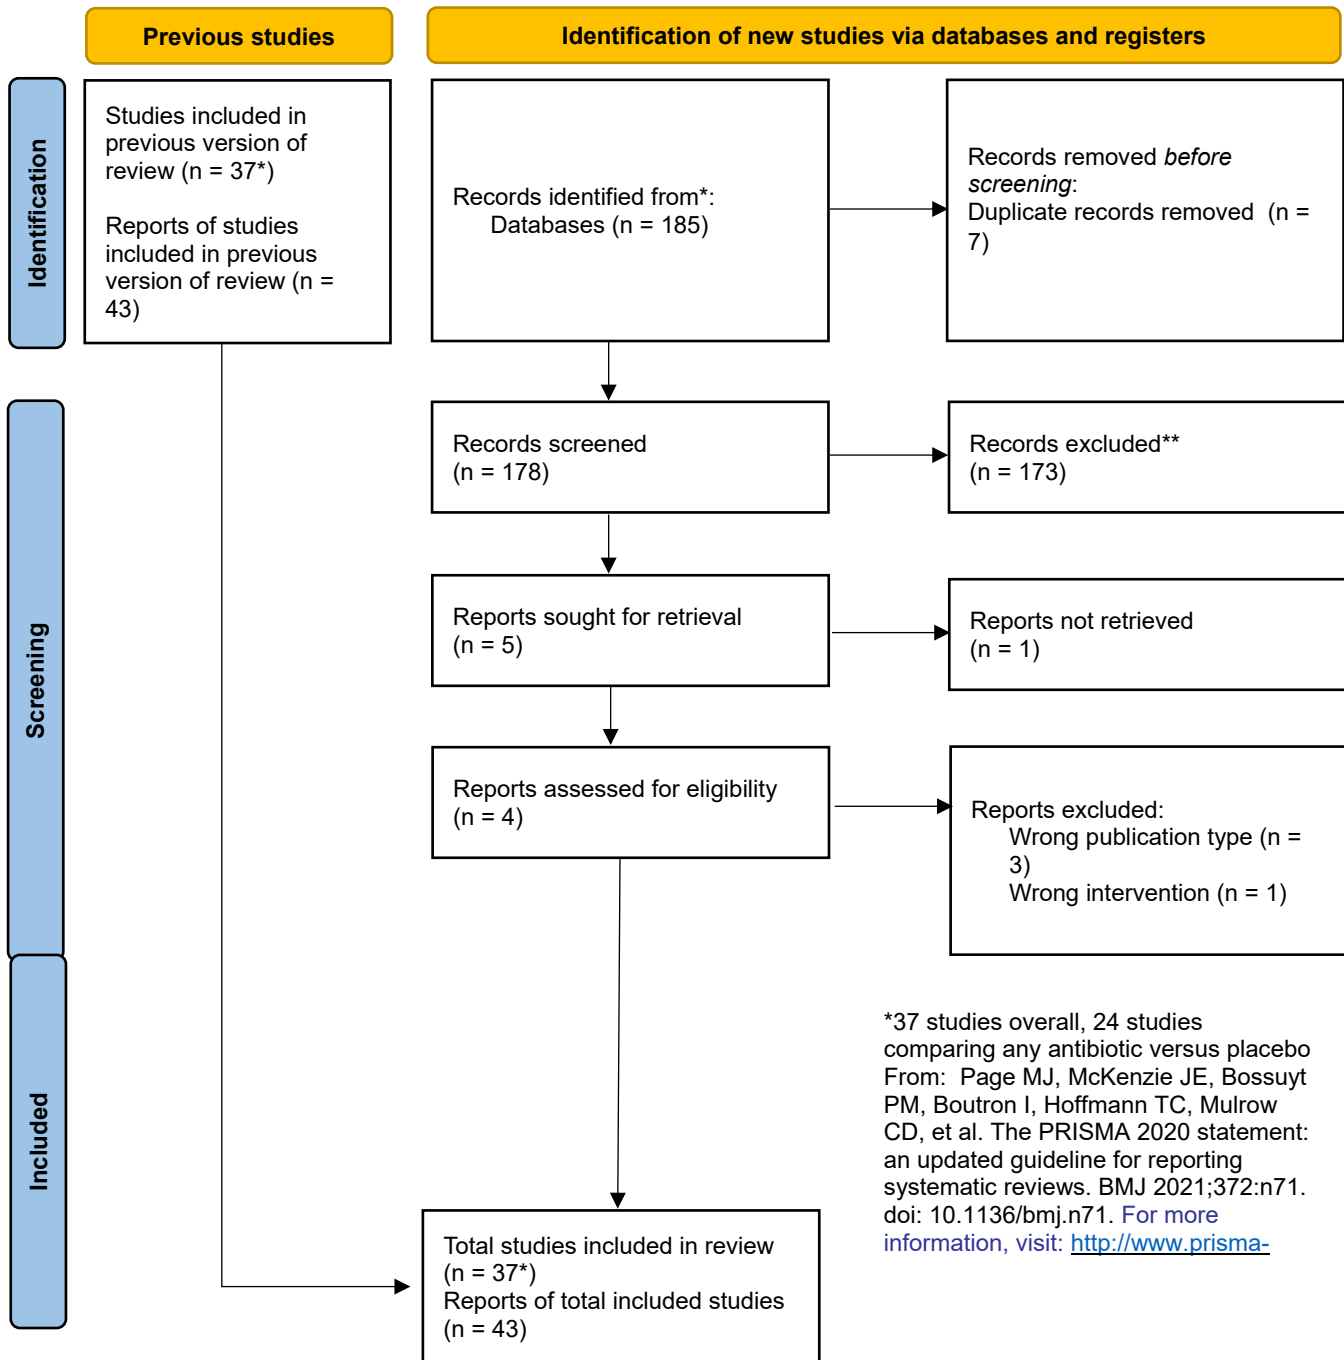 Previous studies
Identification of new studies via databases and registers
Identification
Studies included in
previous version of
review (n = 37*)
Reports of studies
included in previous
version of review (n =
43)
Records identified from*:
Databases (n = 185)
Records removed before
screening:
Duplicate records removed (n =
7)
Screening
Records screened
(n = 178)
Records excluded**
(n = 173)
Reports sought for retrieval
(n = 5)
Reports not retrieved
(n = 1)
Reports assessed for eligibility
(n = 4)
Reports excluded:
Wrong publication type (n =
3)
Wrong intervention (n = 1)
Included
*37 studies overall, 24 studies
comparing any antibiotic versus placebo
From: Page MJ, McKenzie JE, Bossuyt
PM, Boutron I, Hoffmann TC, Mulrow
CD, et al. The PRISMA 2020 statement:
an updated guideline for reporting
systematic reviews. BMJ 2021;372:n71.
doi: 10.1136/bmj.n71. For more
information, visit: http://www.prisma-
Total studies included in review
(n = 37*)
Reports of total included studies
(n = 43)